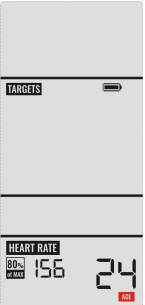 TARGETS
HEART RATE
80% of MAX 156 24
AGE